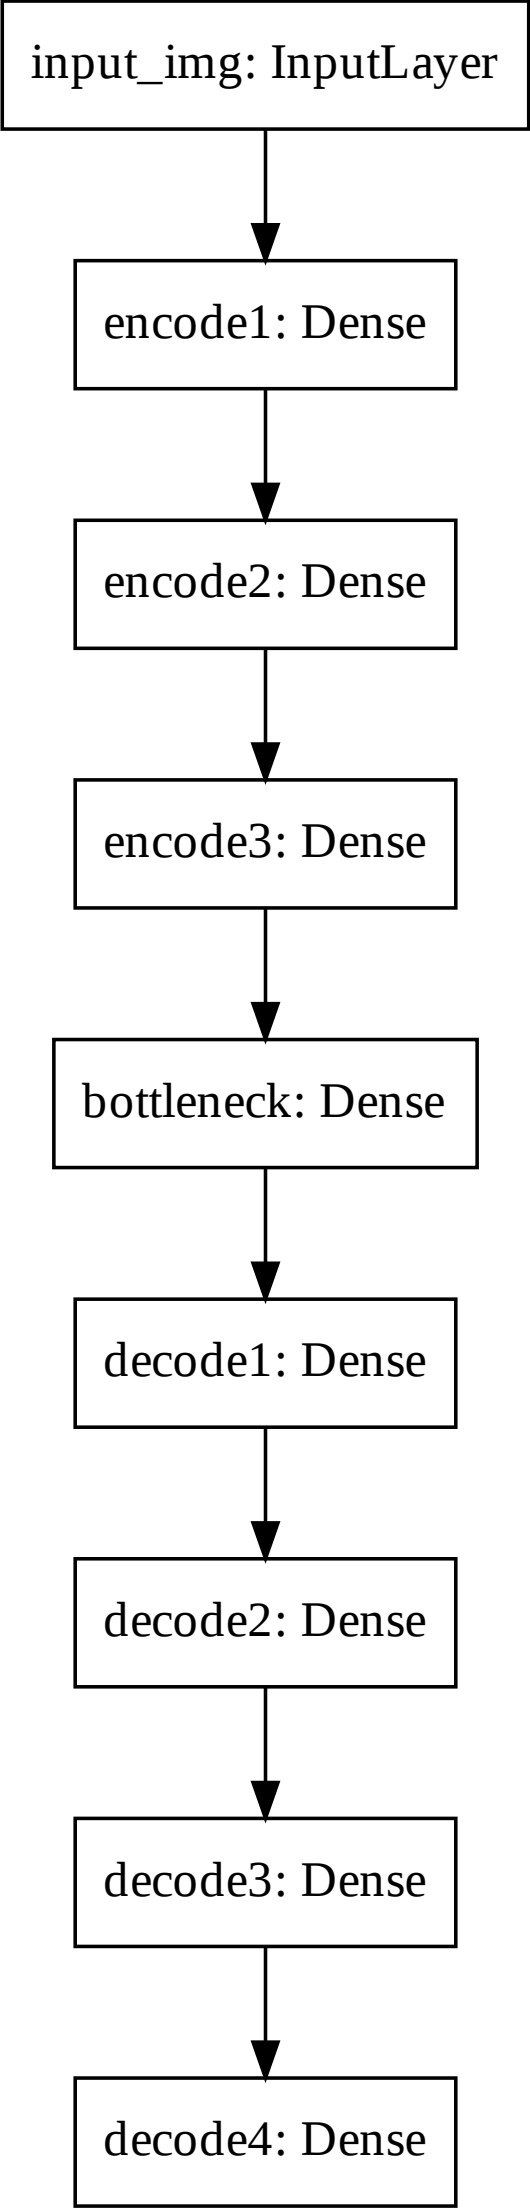 input_img: InputLayer
encode1: Dense
encode2: Dense
encode3: Dense
bottleneck: Dense
decode1: Dense
decode2: Dense
decode3: Dense
decode4: Dense